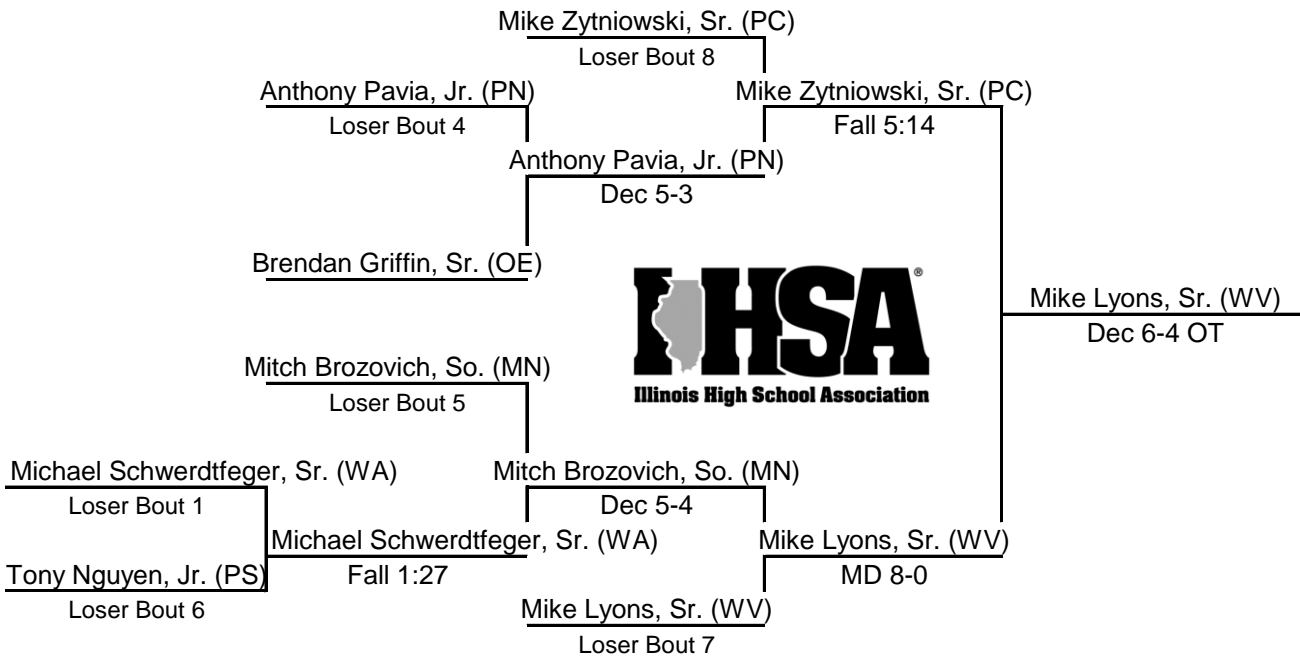 Mike Zytniowski, Sr. (PC)
Loser Bout 8
Anthony Pavia, Jr. (PN)
Mike Zytniowski, Sr. (PC)
Loser Bout 4
Fall 5:14
Anthony Pavia, Jr. (PN)
Dec 5-3
Brendan Griffin, Sr. (OE)
IHSA®
Mike Lyons, Sr. (WV)
Dec 6-4 OT
Mitch Brozovich, So. (MN)
Loser Bout 5
Illinois High School Association
Michael Schwerdtfeger, Sr. (WA)
Mitch Brozovich, So. (MN)
Loser Bout 1
Dec 5-4
Michael Schwerdtfeger, Sr. (WA)
Mike Lyons, Sr. (WV)
Tony Nguyen, Jr. (PS)
Fall 1:27
MD 8-0
Loser Bout 6
Mike Lyons, Sr. (WV)
Loser Bout 7